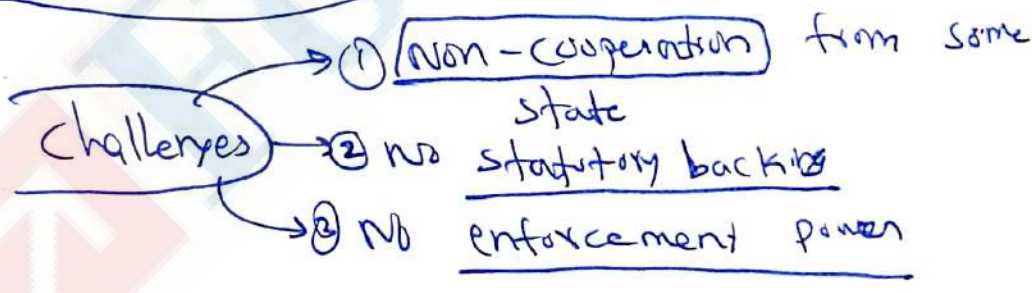 ① Non-Cooperation from some
state
Challenges
② No statutory backing
③ No enforcement power